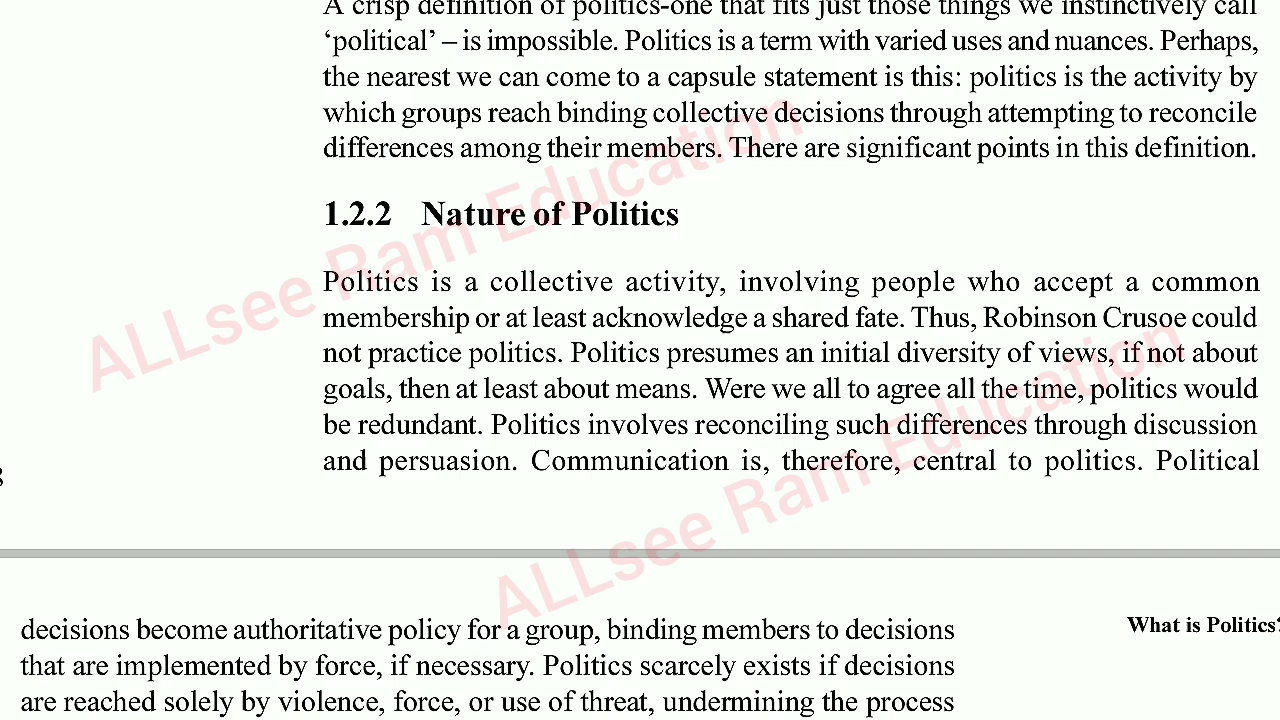 A crisp definition of politics-one that fits just those things we instinctively call
‘political’ – is impossible. Politics is a term with varied uses and nuances. Perhaps,
the nearest we can come to a capsule statement is this: politics is the activity by
which groups reach binding collective decisions through attempting to reconcile
differences among their members. There are significant points in this definition.
1.2.2 Nature of Politics
Politics is a collective activity, involving people who accept a common
membership or at least acknowledge a shared fate. Thus, Robinson Crusoe could
not practice politics. Politics presumes an initial diversity of views, if not about
goals, then at least about means. Were we all to agree all the time, politics would
be redundant. Politics involves reconciling such differences through discussion
and persuasion. Communication is, therefore, central to politics. Political
ALLsee Ram Education
ALLsee Ram Education
What is Politics?
decisions become authoritative policy for a group, binding members to decisions
that are implemented by force, if necessary. Politics scarcely exists if decisions
are reached solely by violence, force, or use of threat, undermining the process